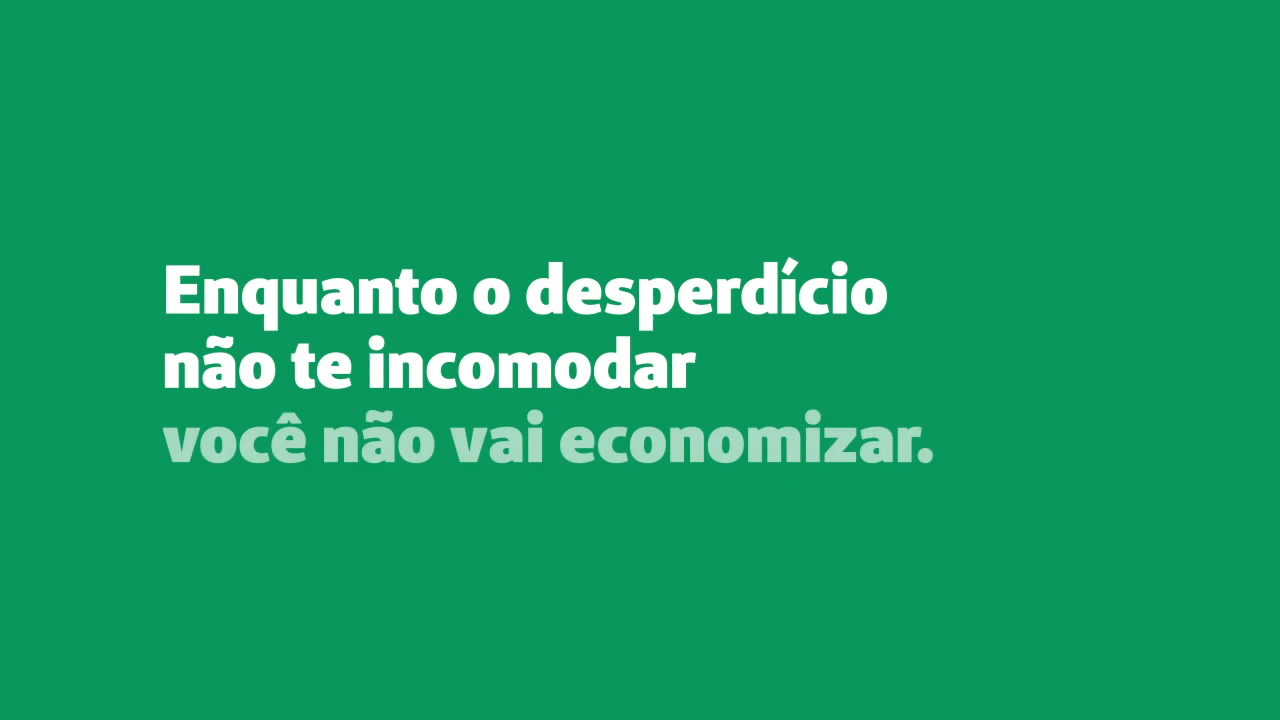 Enquanto o desperdício
não te incomodar
você não vai economizar.